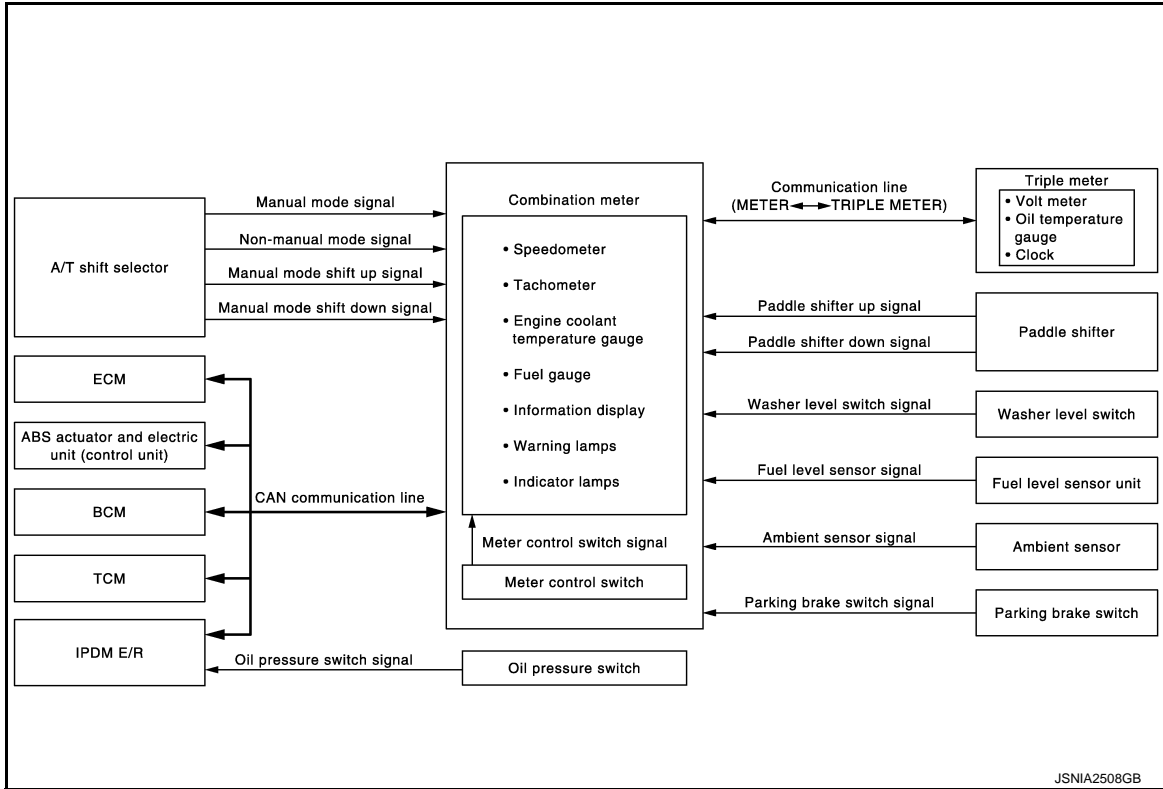 A/T shift selector
Manual mode signal
Non-manual mode signal
Manual mode shift up signal
Manual mode shift down signal
ECM
ABS actuator and electric
unit (control unit)
BCM
TCM
IPDM E/R
CAN communication line
Oil pressure switch signal
Oil pressure switch
Combination meter
• Speedometer
• Tachometer
• Engine coolant
temperature gauge
• Fuel gauge
• Information display
• Warning lamps
• Indicator lamps
Meter control switch signal
Meter control switch
Communication line
(METER◄─►TRIPLE METER)
Triple meter
• Volt meter
• Oil temperature
gauge
• Clock
Paddle shifter up signal
Paddle shifter down signal
Paddle shifter
Washer level switch signal
Washer level switch
Fuel level sensor signal
Fuel level sensor unit
Ambient sensor signal
Ambient sensor
Parking brake switch signal
Parking brake switch
JSNIA2508GB